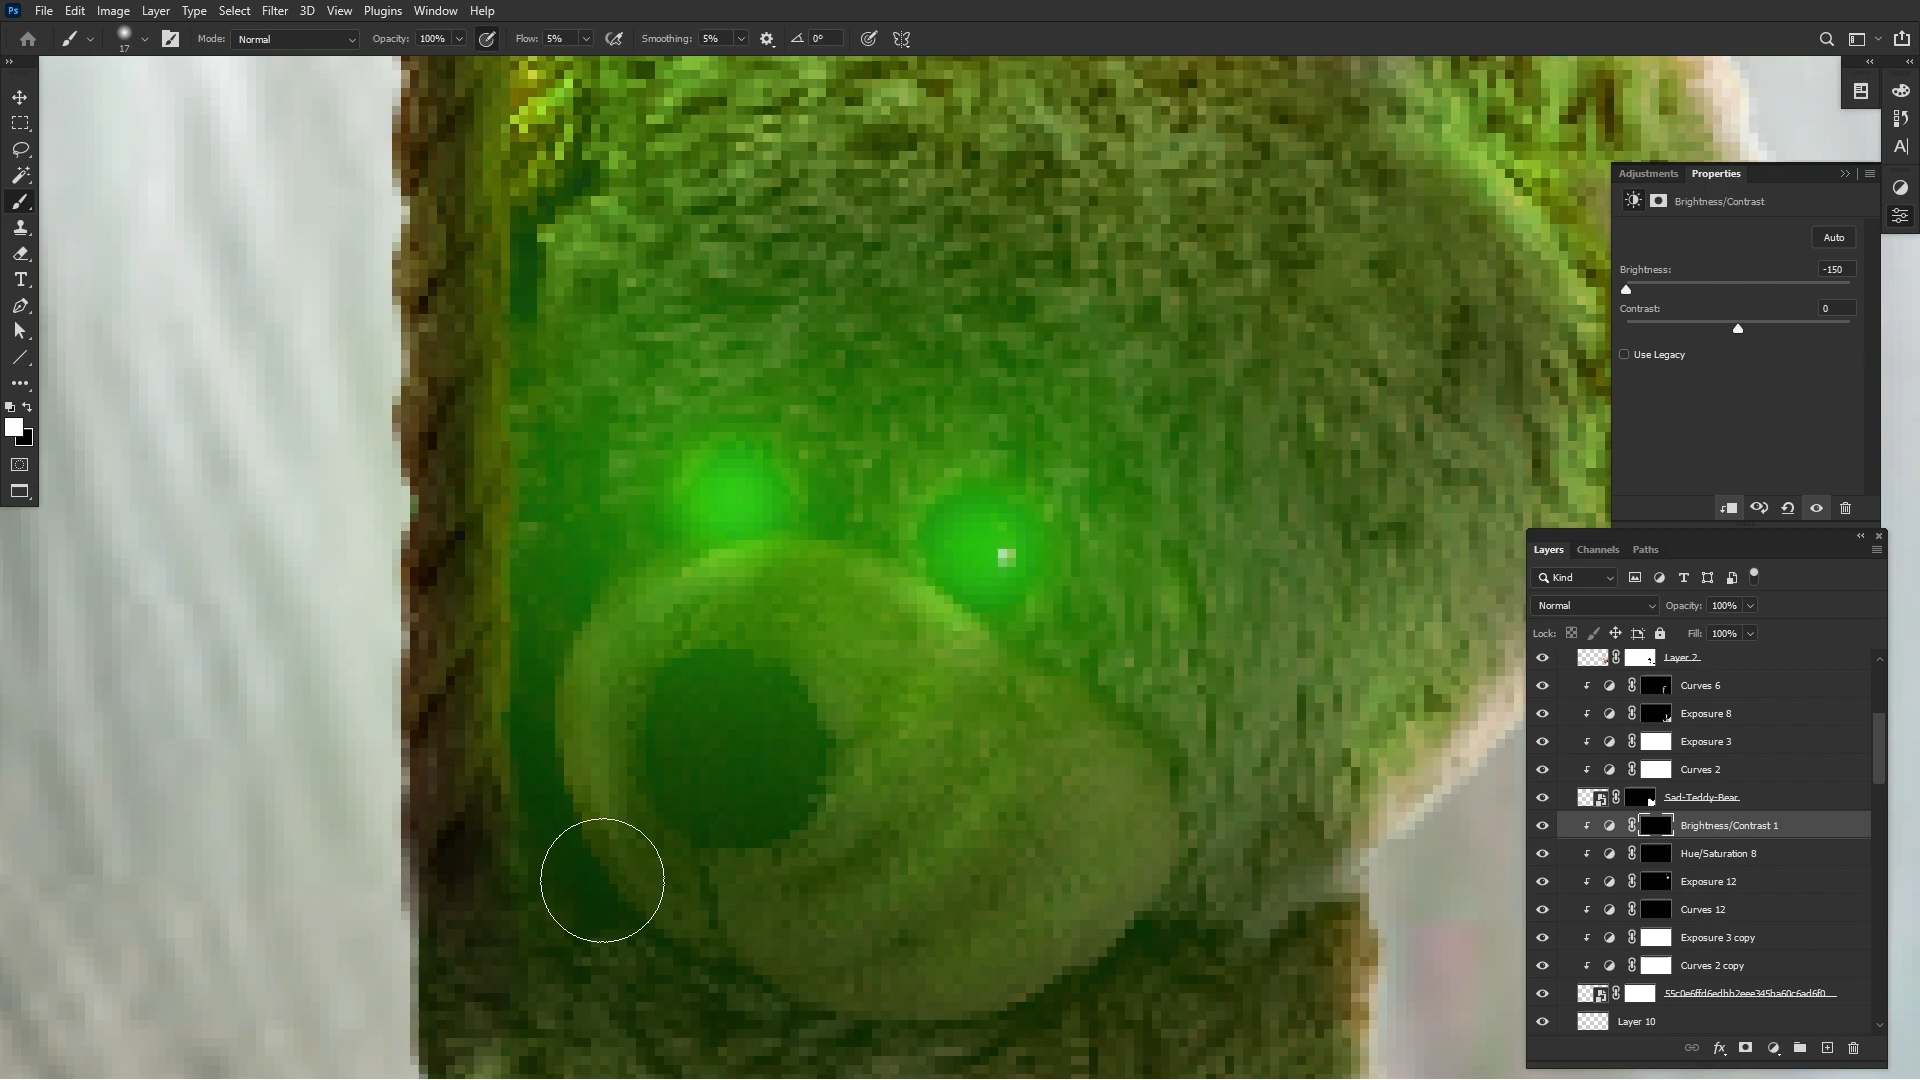 Ps File Edit Image Layer Type Select Filter 3D View Plugins Window Help
17 Mode: Normal Opacity: 100% Flow: 5% Smoothing: 5% 0°
Adjustments Properties
Brightness/Contrast
Auto
Brightness: -150
Contrast: 0
Use Legacy
Layers Channels Paths
Kind
Normal Opacity: 100%
Lock: Fill: 100%
Layer 2
Curves 6
Exposure 8
Exposure 3
Curves 2
Sad-Teddy-Bear
Brightness/Contrast 1
Hue/Saturation 8
Exposure 12
Curves 12
Exposure 3 copy
Curves 2 copy
Layer 10